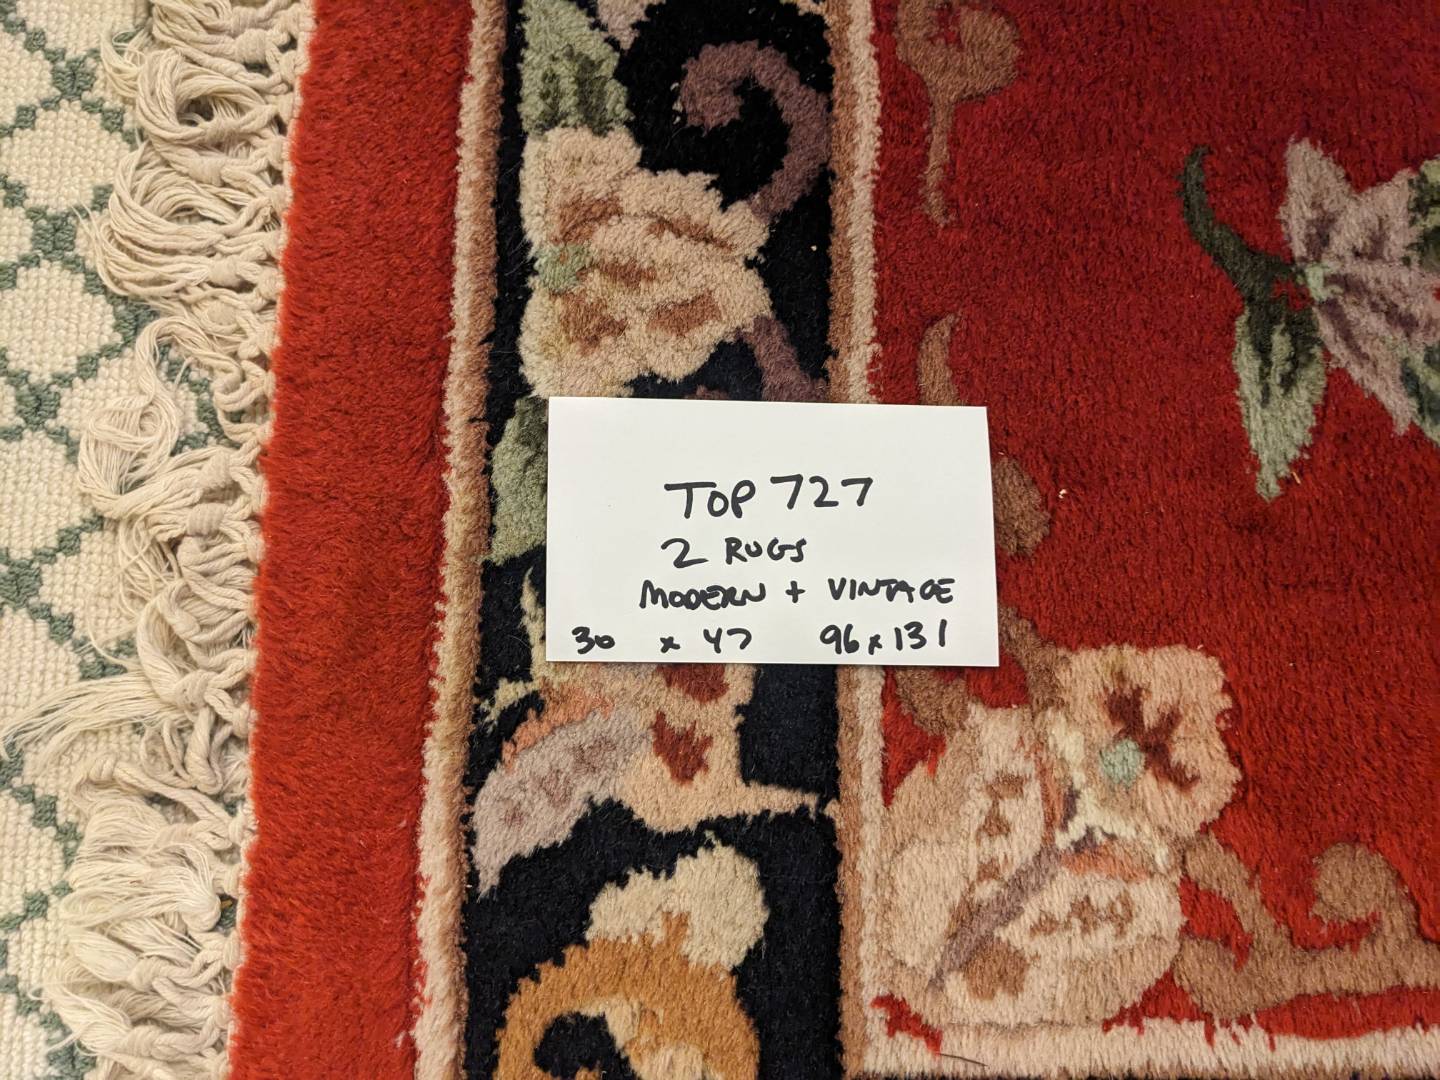 TOP 727
2 RUGS
MODERN + VINTAGE
30 x 47 96 x 131